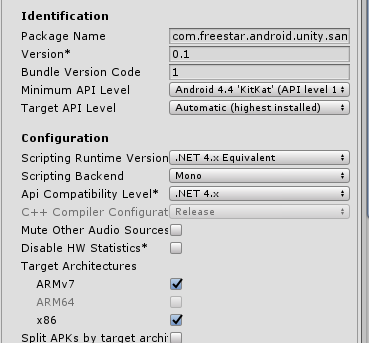 Identification
Package Name com.freestar.android.unity.san
Version* 0.1
Bundle Version Code 1
Minimum API Level Android 4.4 'KitKat' (API level 1
Target API Level Automatic (highest installed)
Configuration
Scripting Runtime Version .NET 4.x Equivalent
Scripting Backend Mono
Api Compatibility Level* .NET 4.x
C++ Compiler Configurat Release
Mute Other Audio Sources
Disable HW Statistics*
Target Architectures
ARMv7
ARM64
x86
Split APKs by target archi